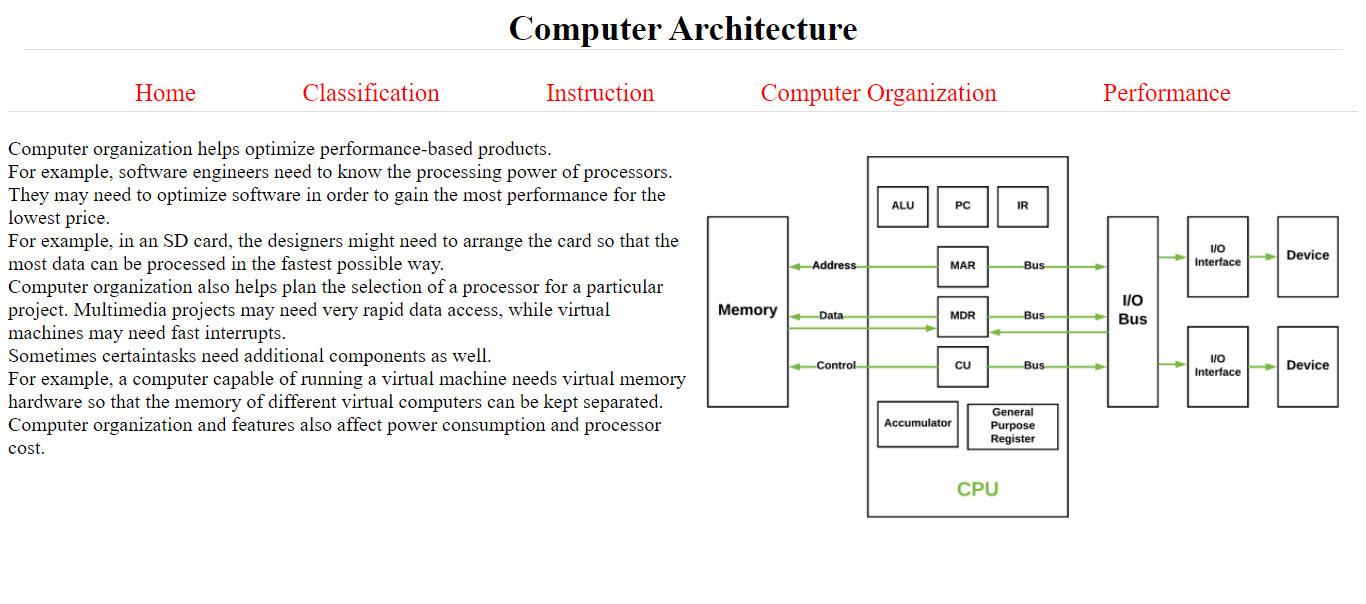 Computer Architecture
Home Classification Instruction Computer Organization Performance
Computer organization helps optimize performance-based products.
For example, software engineers need to know the processing power of processors.
They may need to optimize software in order to gain the most performance for the
lowest price.
For example, in an SD card, the designers might need to arrange the card so that the
most data can be processed in the fastest possible way.
Computer organization also helps plan the selection of a processor for a particular
project. Multimedia projects may need very rapid data access, while virtual
machines may need fast interrupts.
Sometimes certaintasks need additional components as well.
For example, a computer capable of running a virtual machine needs virtual memory
hardware so that the memory of different virtual computers can be kept separated.
Computer organization and features also affect power consumption and processor
cost.
Memory
Address
Data
Control
ALU
PC
IR
MAR
MDR
CU
Accumulator
General
Purpose
Register
CPU
Bus
Bus
Bus
I/O
Bus
I/O
Interface
Device
I/O
Interface
Device